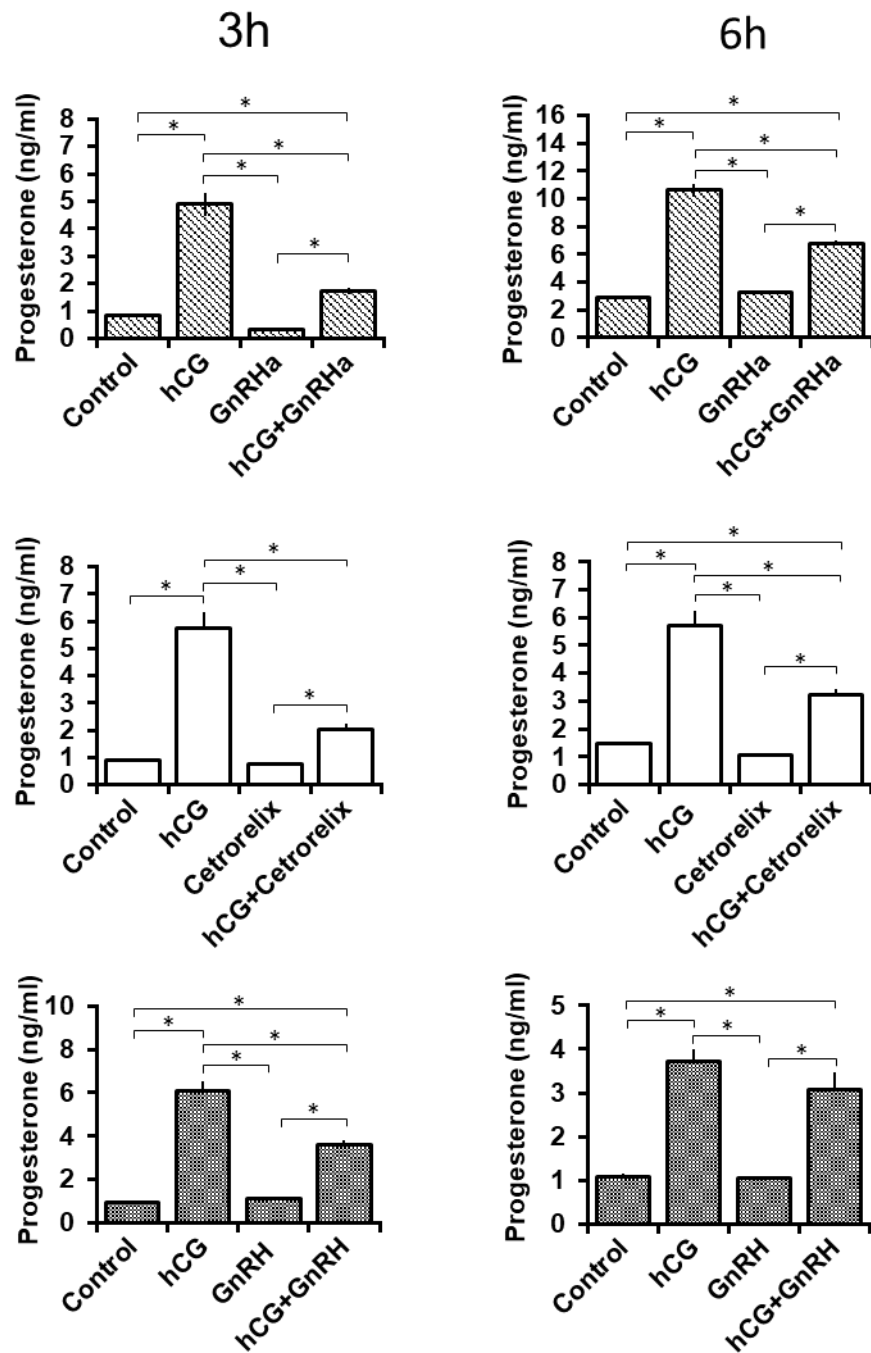 3h
6h
Progesterone (ng/ml)
8
7
6
5
4
3
2
1
0
*
*
*
*
*
Control
hCG
GnRHa
hCG+GnRHa
Progesterone (ng/ml)
16
14
12
10
8
6
4
2
0
*
*
*
*
*
Control
hCG
GnRHa
hCG+GnRHa
Progesterone (ng/ml)
8
7
6
5
4
3
2
1
0
*
*
*
*
Control
hCG
Cetrorelix
hCG+Cetrorelix
Progesterone (ng/ml)
8
7
6
5
4
3
2
1
0
*
*
*
*
*
Control
hCG
Cetrorelix
hCG+Cetrorelix
Progesterone (ng/ml)
10
8
6
4
2
0
*
*
*
*
*
Control
hCG
GnRH
hCG+GnRH
Progesterone (ng/ml)
5
4
3
2
1
0
*
*
*
*
Control
hCG
GnRH
hCG+GnRH